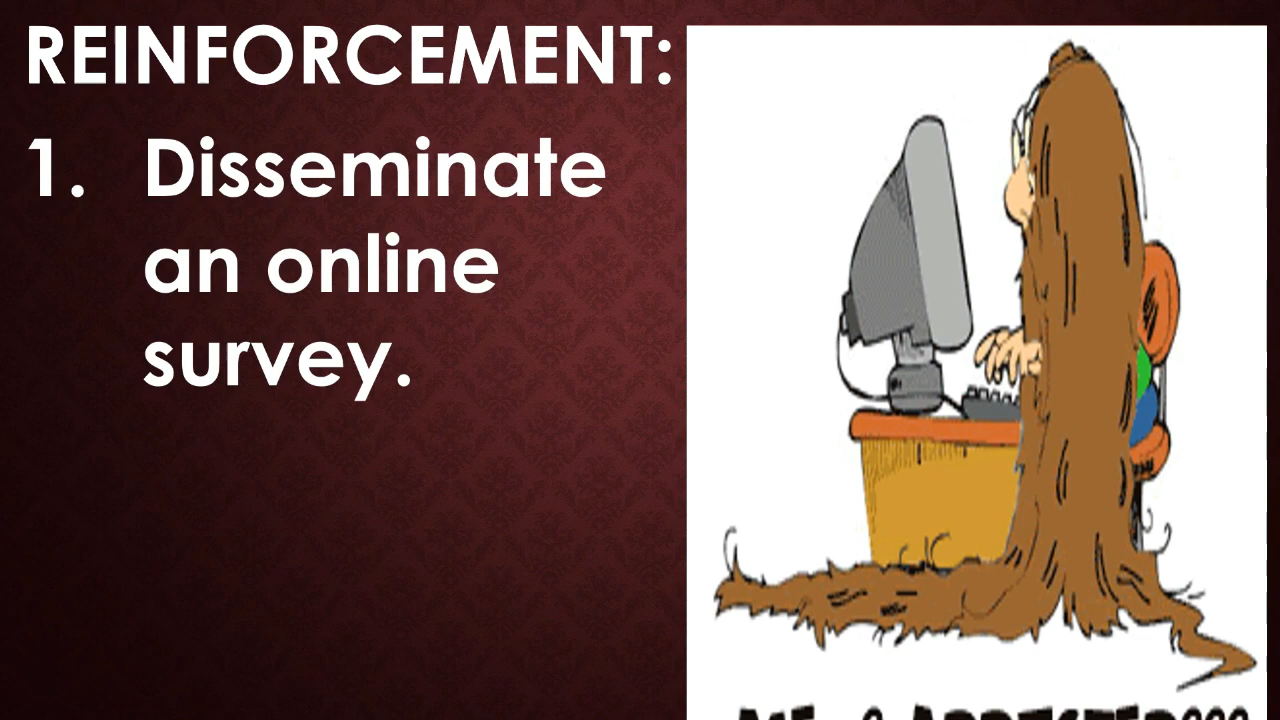 REINFORCEMENT:
1. Disseminate
an online
survey.